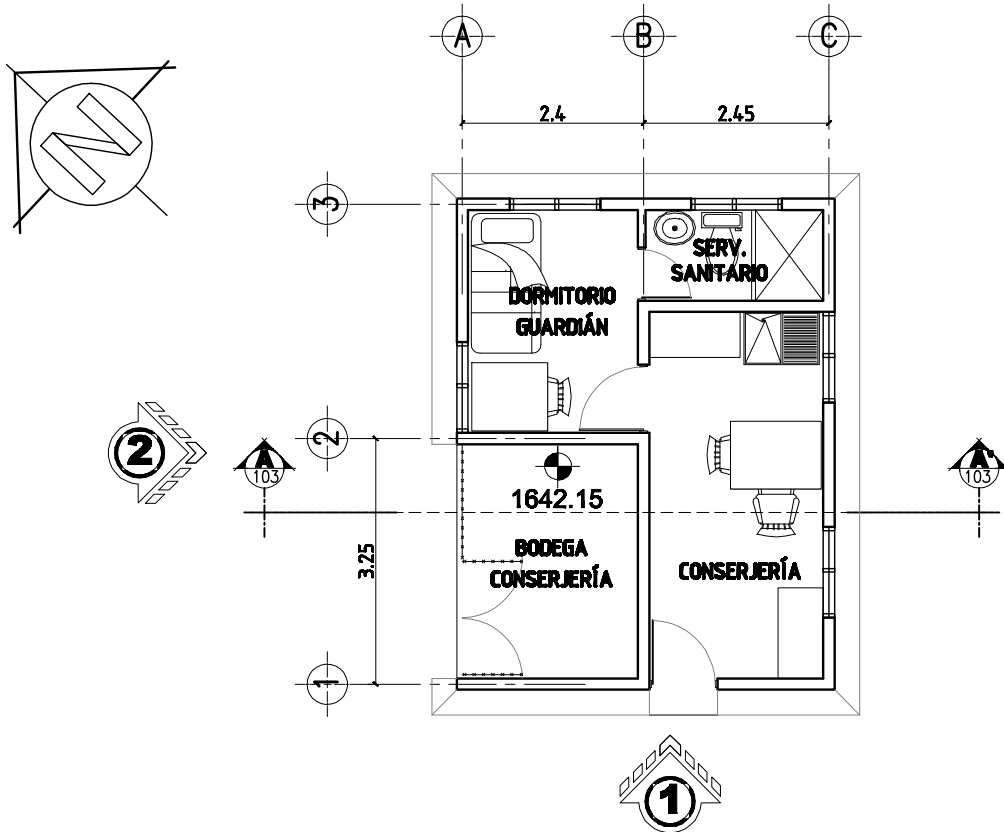 A B C
N
2.4 2.45
3
SERV.
SANITARIO
DORMITORIO
GUARDIÁN
2
2
A
103
A'
103
1642.15
3.25
BODEGA
CONSERJERÍA
CONSERJERÍA
1
1